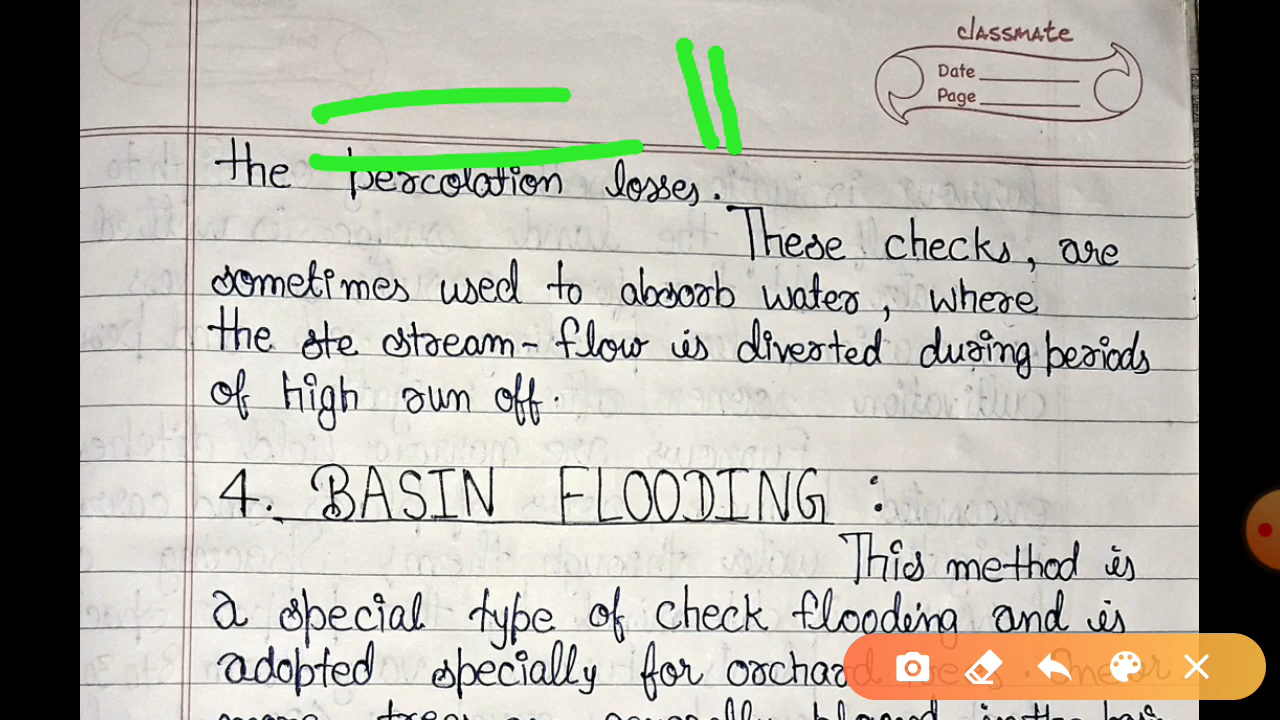 classmate
Date
Page
the percolation losses.
These checks, are
sometimes used to absorb water, where
the ste stream-flow is diverted during periods
of high run off.
4. BASIN FLOODING :
This method is
a special type of check flooding and is
adopted specially for orchard